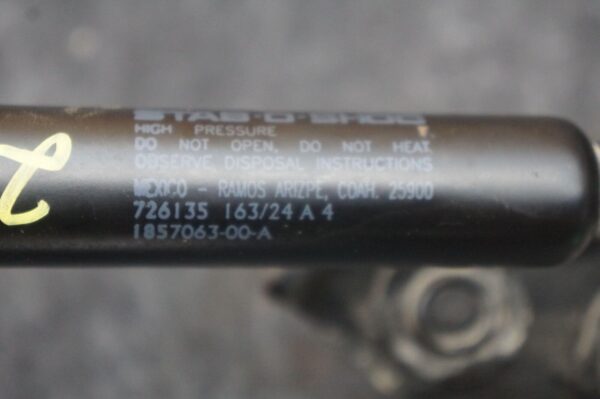 STAB-O-SHOC
HIGH PRESSURE
DO NOT OPEN, DO NOT HEAT
OBSERVE DISPOSAL INSTRUCTIONS
MEXICO - RAMOS ARIZPE, COAH. 25900
726135 163/24 A 4
1857063-00-A